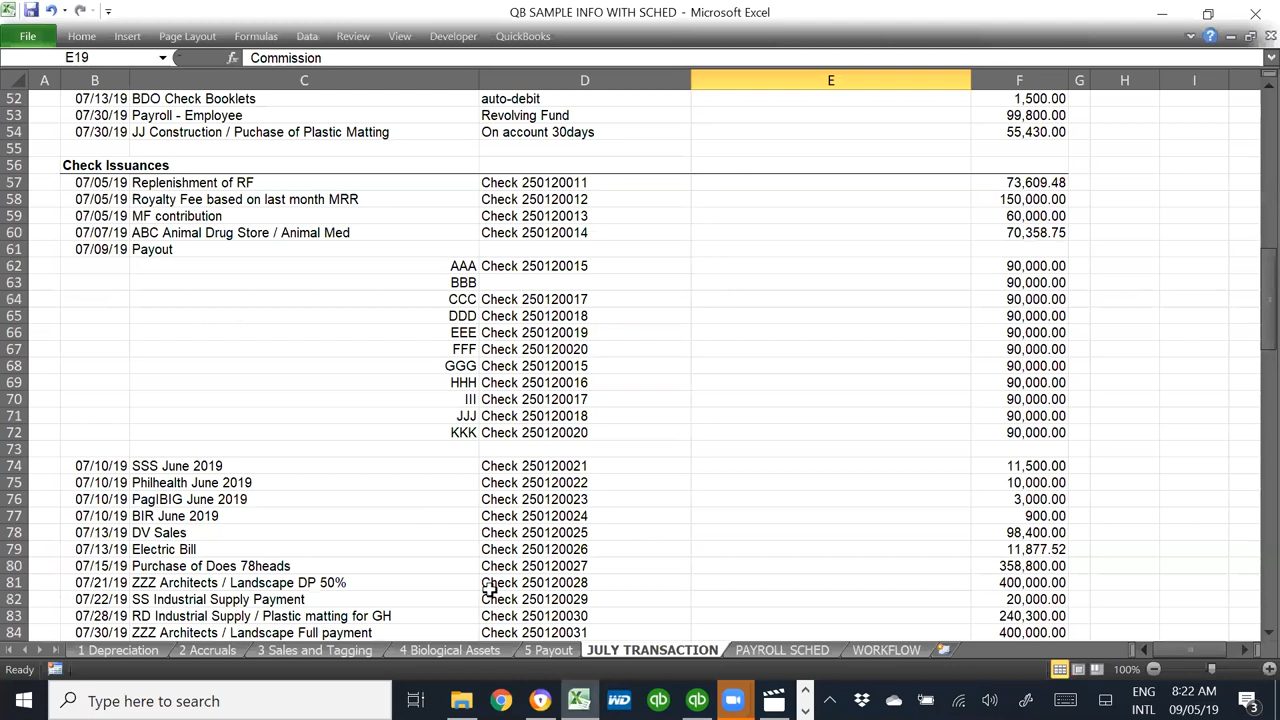 QB SAMPLE INFO WITH SCHED - Microsoft Excel
File Home Insert Page Layout Formulas Data Review View Developer QuickBooks
E19 fx Commission
A B C D E F G H I
52 07/13/19 BDO Check Booklets auto-debit 1,500.00
53 07/30/19 Payroll - Employee Revolving Fund 99,800.00
54 07/30/19 JJ Construction / Puchase of Plastic Matting On account 30days 55,430.00
55
56 Check Issuances
57 07/05/19 Replenishment of RF Check 250120011 73,609.48
58 07/05/19 Royalty Fee based on last month MRR Check 250120012 150,000.00
59 07/05/19 MF contribution Check 250120013 60,000.00
60 07/07/19 ABC Animal Drug Store / Animal Med Check 250120014 70,358.75
61 07/09/19 Payout
62 AAA Check 250120015 90,000.00
63 BBB 90,000.00
64 CCC Check 250120017 90,000.00
65 DDD Check 250120018 90,000.00
66 EEE Check 250120019 90,000.00
67 FFF Check 250120020 90,000.00
68 GGG Check 250120015 90,000.00
69 HHH Check 250120016 90,000.00
70 III Check 250120017 90,000.00
71 JJJ Check 250120018 90,000.00
72 KKK Check 250120020 90,000.00
73
74 07/10/19 SSS June 2019 Check 250120021 11,500.00
75 07/10/19 Philhealth June 2019 Check 250120022 10,000.00
76 07/10/19 PagIBIG June 2019 Check 250120023 3,000.00
77 07/10/19 BIR June 2019 Check 250120024 900.00
78 07/13/19 DV Sales Check 250120025 98,400.00
79 07/13/19 Electric Bill Check 250120026 11,877.52
80 07/15/19 Purchase of Does 78heads Check 250120027 358,800.00
81 07/21/19 ZZZ Architects / Landscape DP 50% Check 250120028 400,000.00
82 07/22/19 SS Industrial Supply Payment Check 250120029 20,000.00
83 07/28/19 RD Industrial Supply / Plastic matting for GH Check 250120030 240,300.00
84 07/30/19 ZZZ Architects / Landscape Full payment Check 250120031 400,000.00
1 Depreciation 2 Accruals 3 Sales and Tagging 4 Biological Assets 5 Payout JULY TRANSACTION PAYROLL SCHED WORKFLOW
Ready 100%
Type here to search WD qb qb ENG 8:22 AM
INTL 09/05/19 3